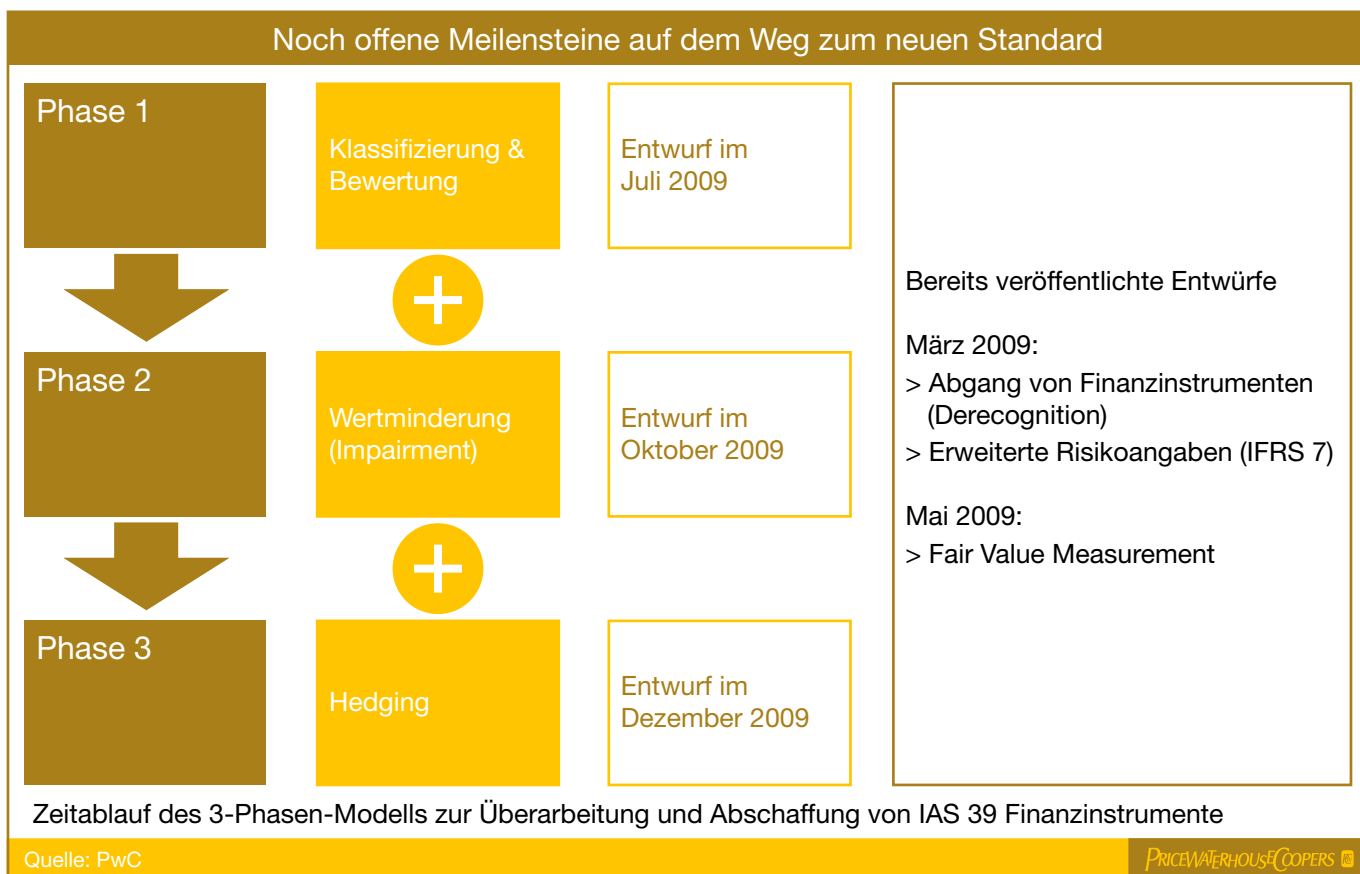 Noch offene Meilensteine auf dem Weg zum neuen Standard
Phase 1
Klassifizierung &
Bewertung
Entwurf im
Juli 2009
Phase 2
Wertminderung
(Impairment)
Entwurf im
Oktober 2009
Phase 3
Hedging
Entwurf im
Dezember 2009
Bereits veröffentlichte Entwürfe
März 2009:
> Abgang von Finanzinstrumenten
(Derecognition)
> Erweiterte Risikoangaben (IFRS 7)
Mai 2009:
> Fair Value Measurement
Zeitablauf des 3-Phasen-Modells zur Überarbeitung und Abschaffung von IAS 39 Finanzinstrumente
Quelle: PwC
PRICEWATERHOUSECOOPERS